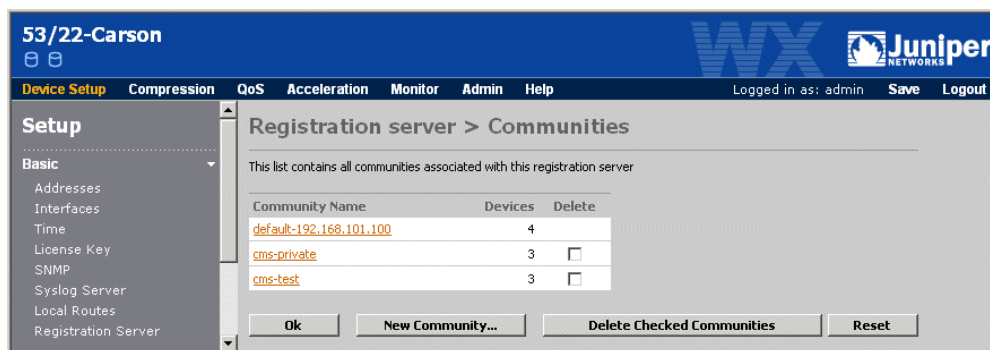 53/22-Carson
WX
Juniper
NETWORKS
Device Setup Compression QoS Acceleration Monitor Admin Help Logged in as: admin Save Logout
Setup
Basic
Addresses
Interfaces
Time
License Key
SNMP
Syslog Server
Local Routes
Registration Server
Registration server > Communities
This list contains all communities associated with this registration server
Community Name Devices Delete
default-192.168.101.100 4
cms-private 3
cms-test 3
Ok New Community... Delete Checked Communities Reset